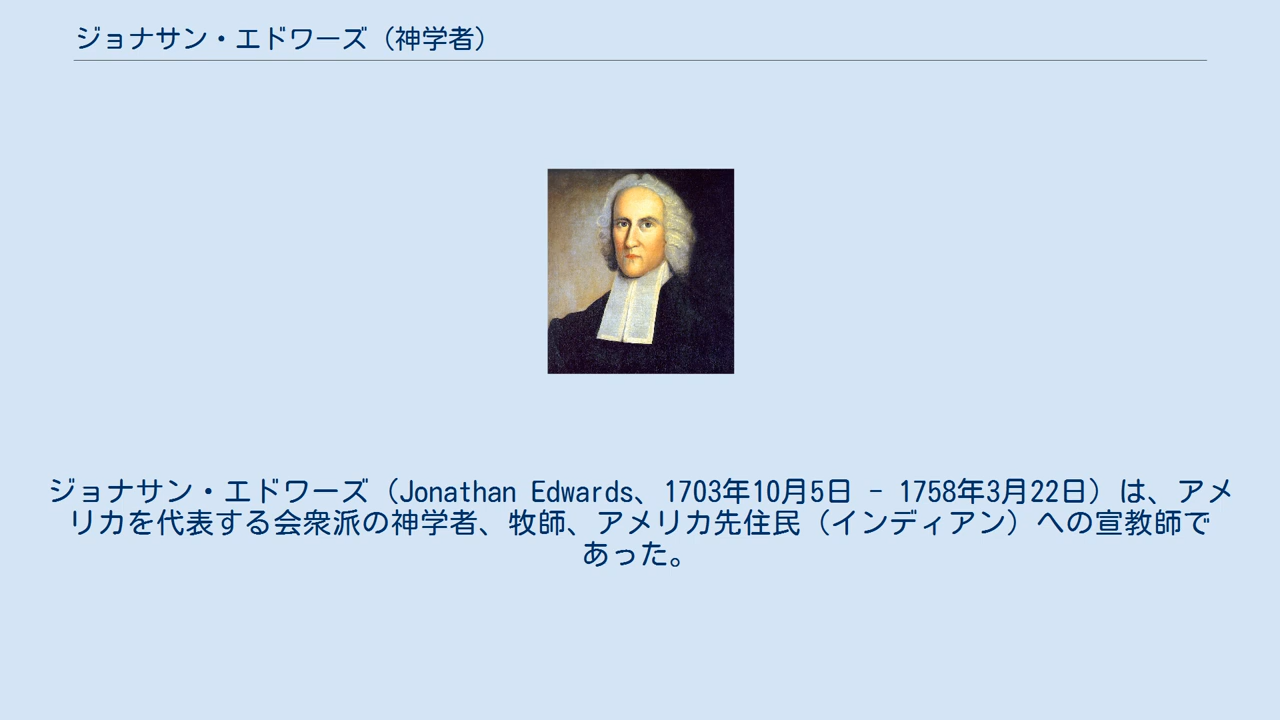 ジョナサン・エドワーズ（神学者）
ジョナサン・エドワーズ（Jonathan Edwards、1703年10月5日 - 1758年3月22日）は、アメ
リカを代表する会衆派の神学者、牧師、アメリカ先住民（インディアン）への宣教師で
あった。